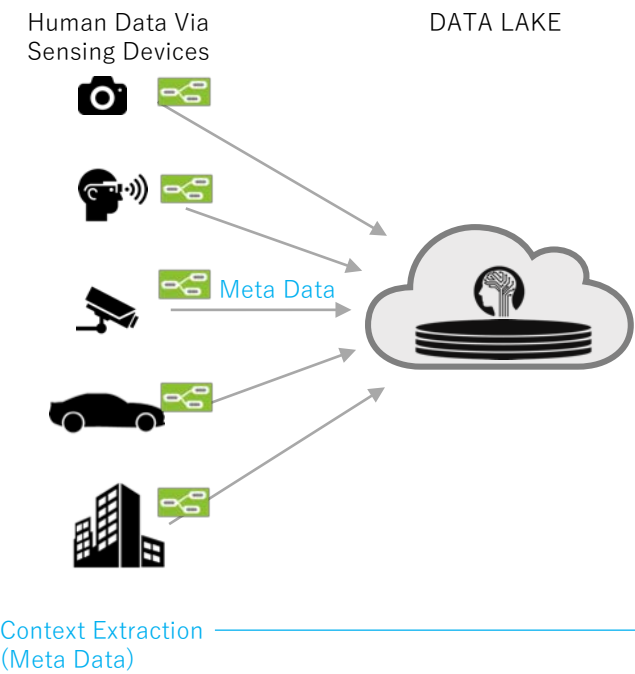 Human Data Via
Sensing Devices
DATA LAKE
Meta Data
Context Extraction
(Meta Data)